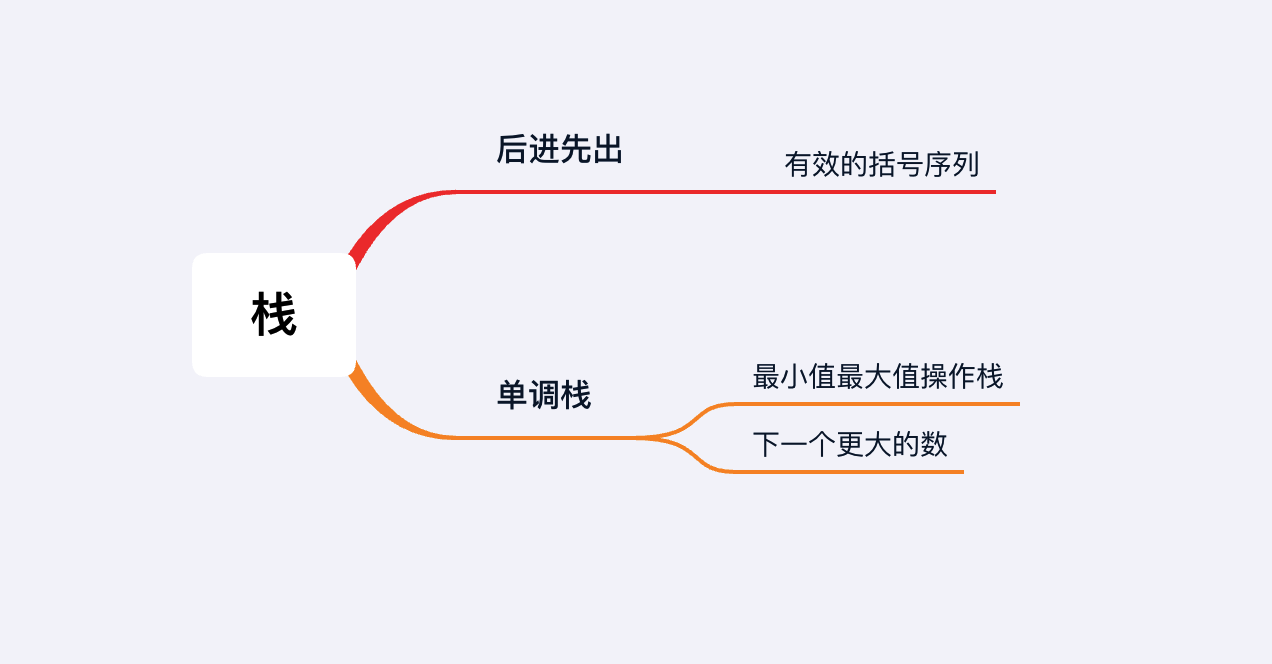 后进先出
有效的括号序列
栈
单调栈
最小值最大值操作栈
下一个更大的数